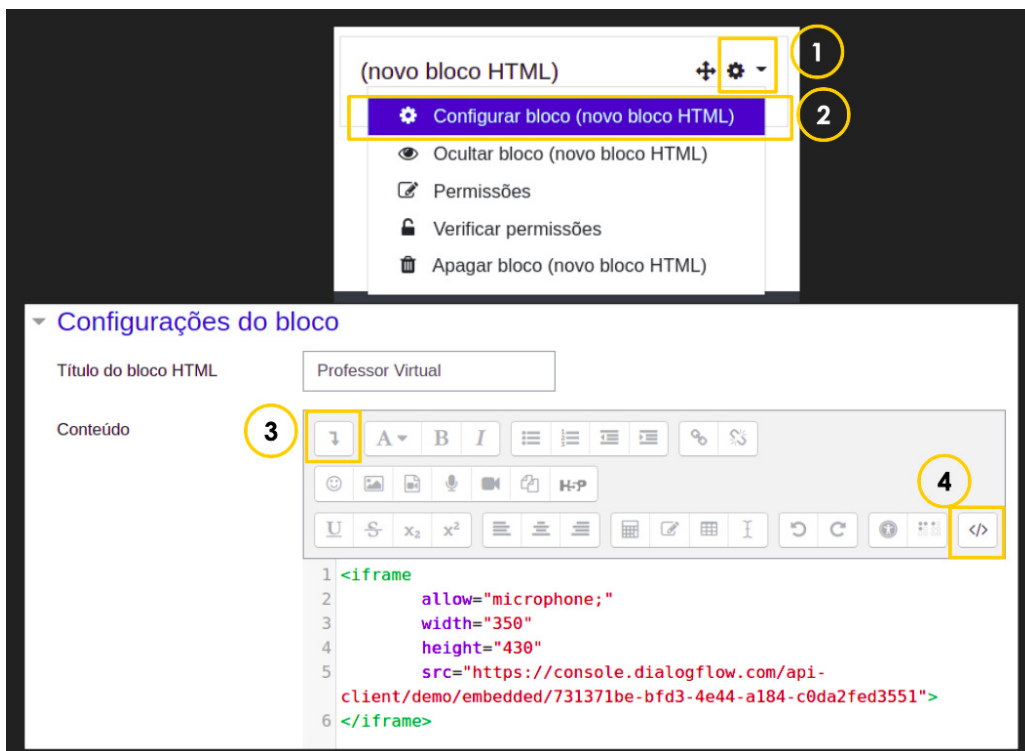 1
(novo bloco HTML)
2
Configurar bloco (novo bloco HTML)
Ocultar bloco (novo bloco HTML)
Permissões
Verificar permissões
Apagar bloco (novo bloco HTML)
Configurações do bloco
Título do bloco HTML
Professor Virtual
Conteúdo
3
A B I
H-P
4
U S x₂ x²
</>
1 <iframe
2 allow="microphone;"
3 width="350"
4 height="430"
5 src="https://console.dialogflow.com/api-
client/demo/embedded/731371be-bfd3-4e44-a184-c0da2fed3551">
6 </iframe>